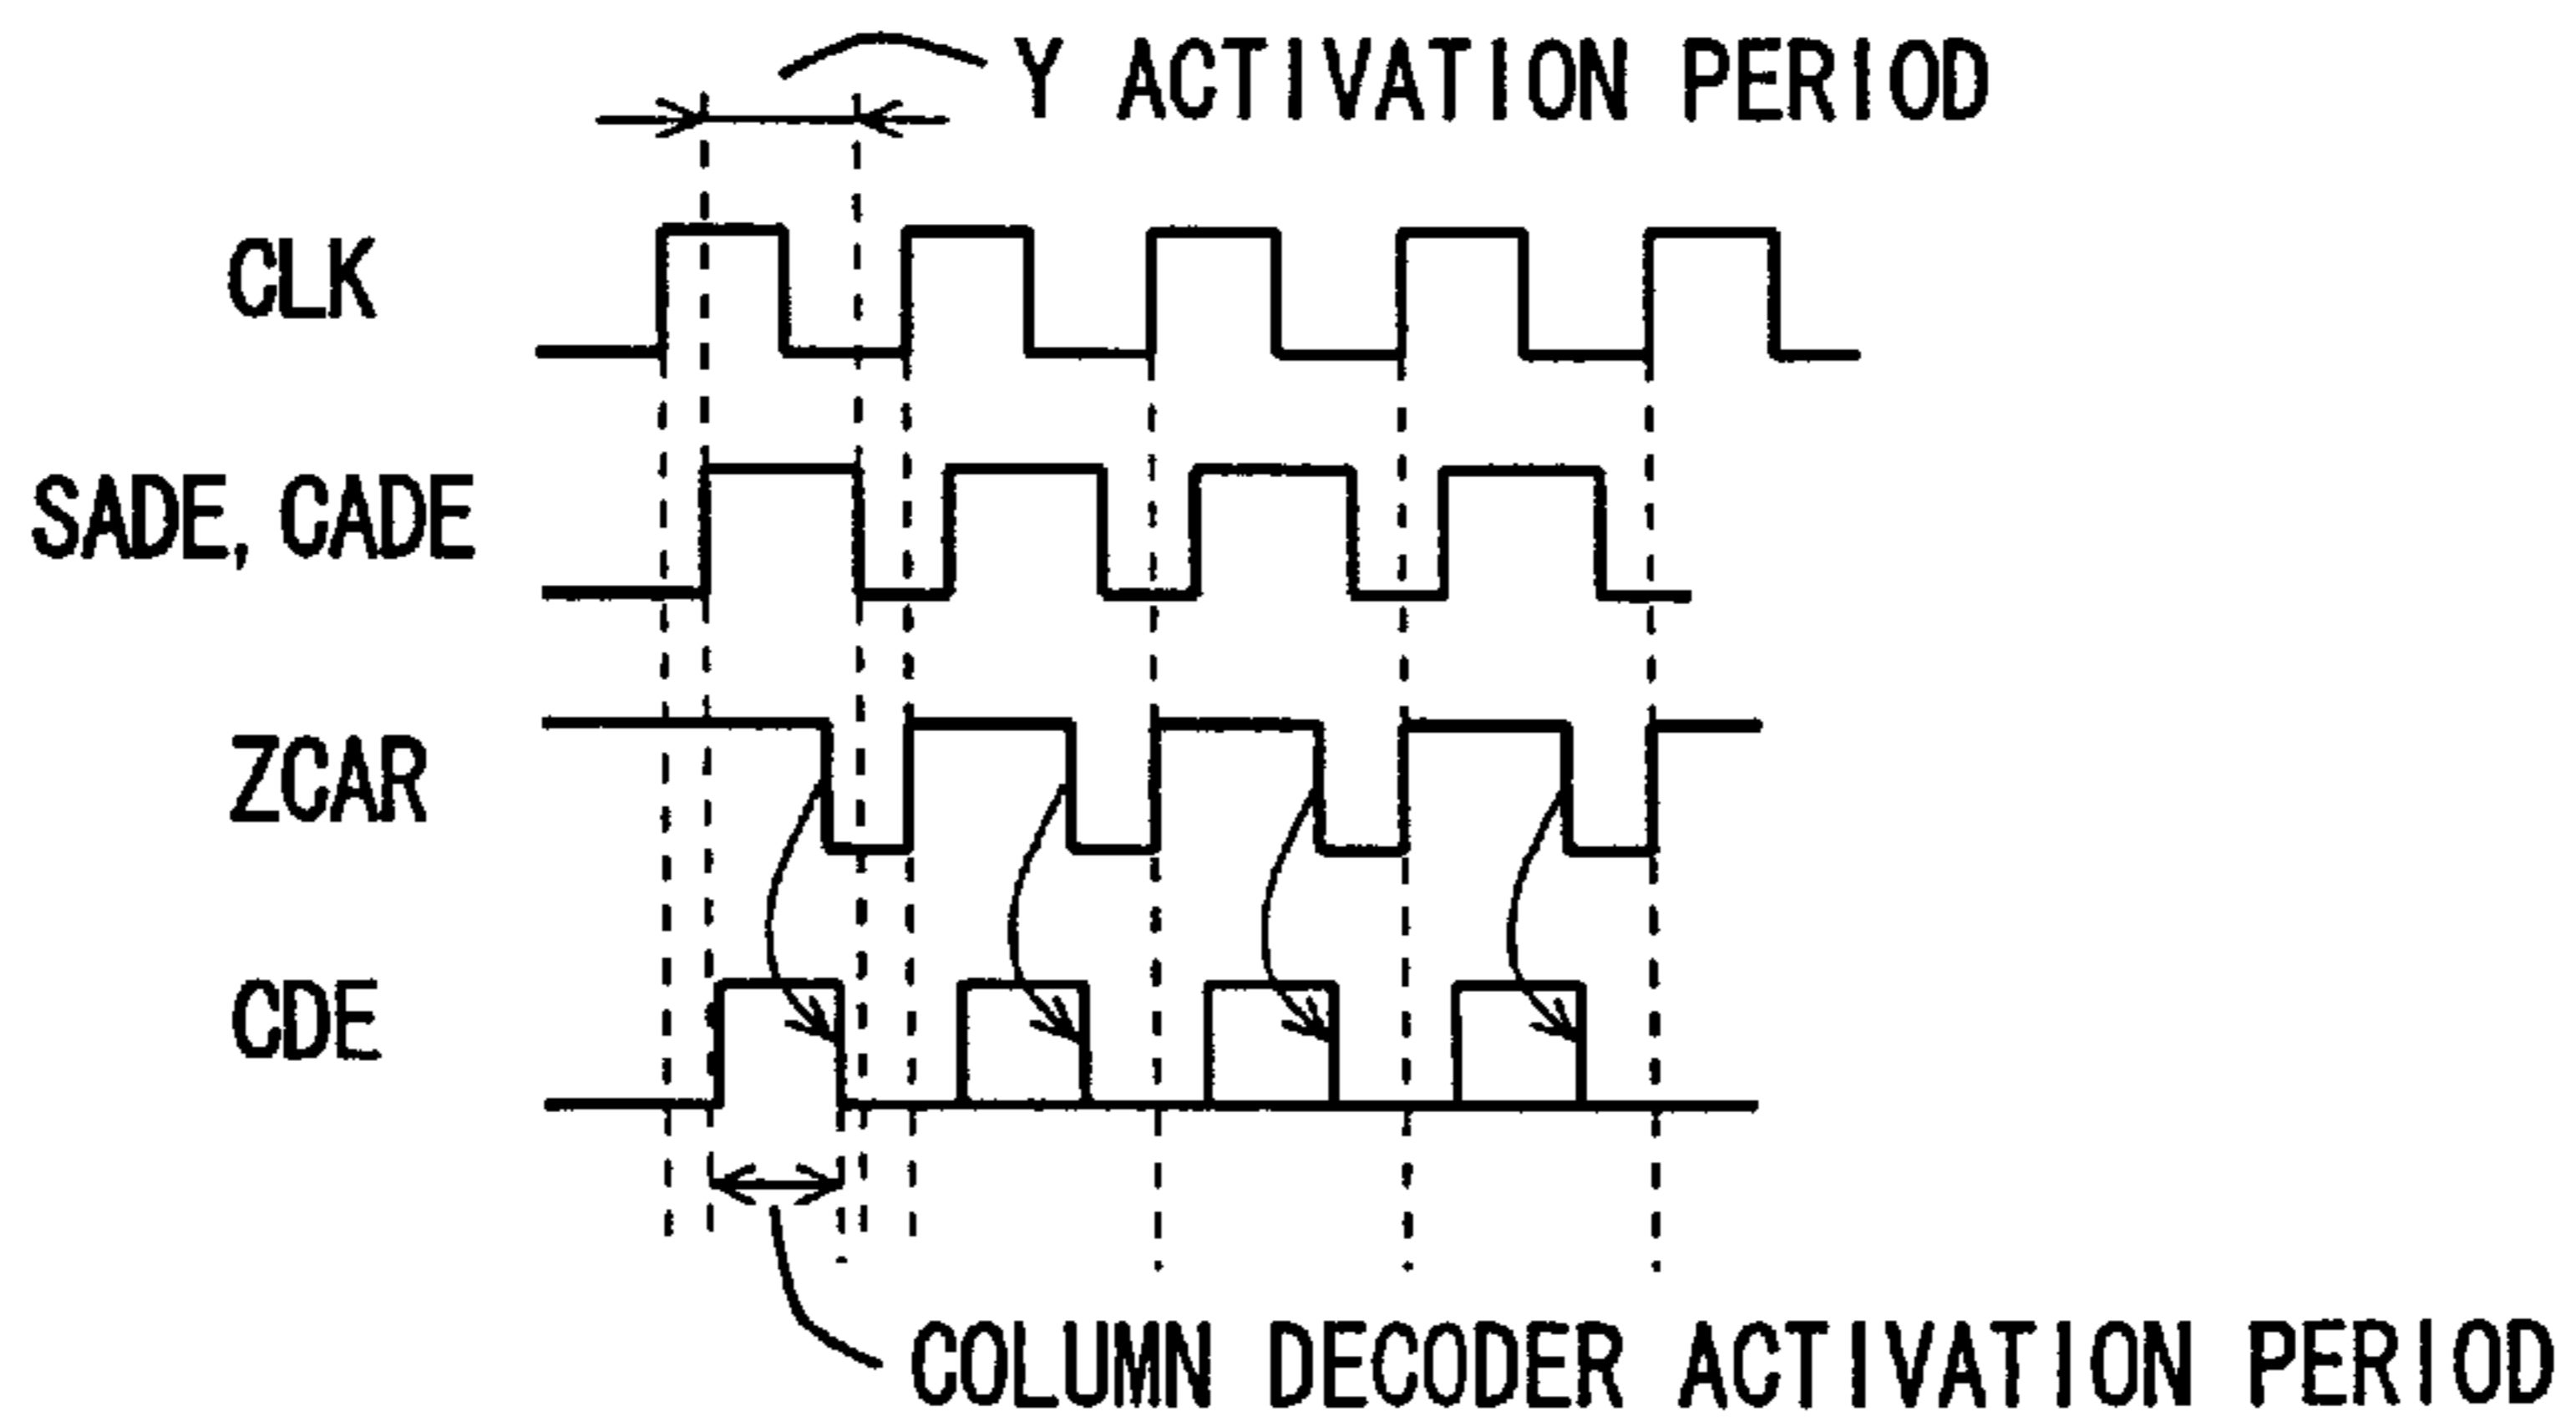 Y ACTIVATION PERIOD
CLK
SADE, CADE
ZCAR
CDE
COLUMN DECODER ACTIVATION PERIOD